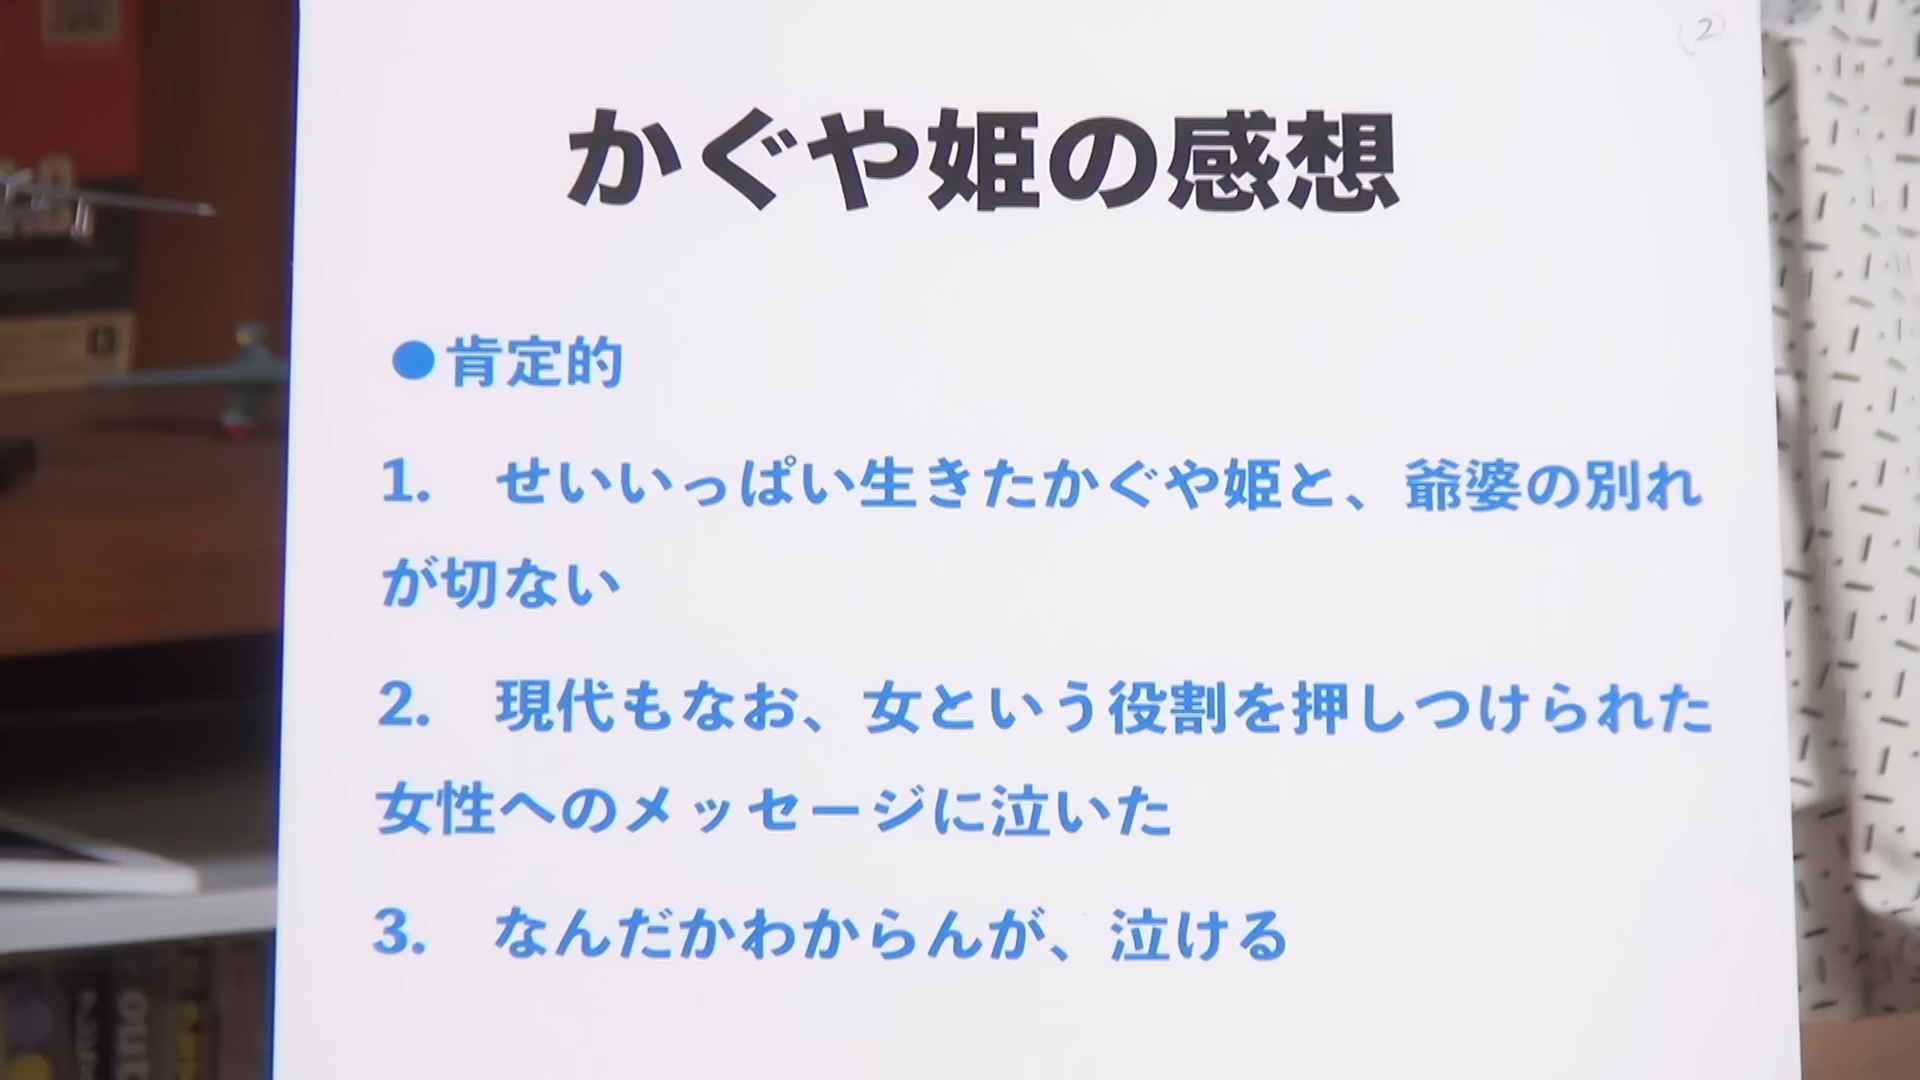 (2)
かぐや姫の感想
●肯定的
1. せいいっぱい生きたかぐや姫と、爺婆の別れ
が切ない
2. 現代もなお、女という役割を押しつけられた
女性へのメッセージに泣いた
3. なんだかわからんが、泣ける